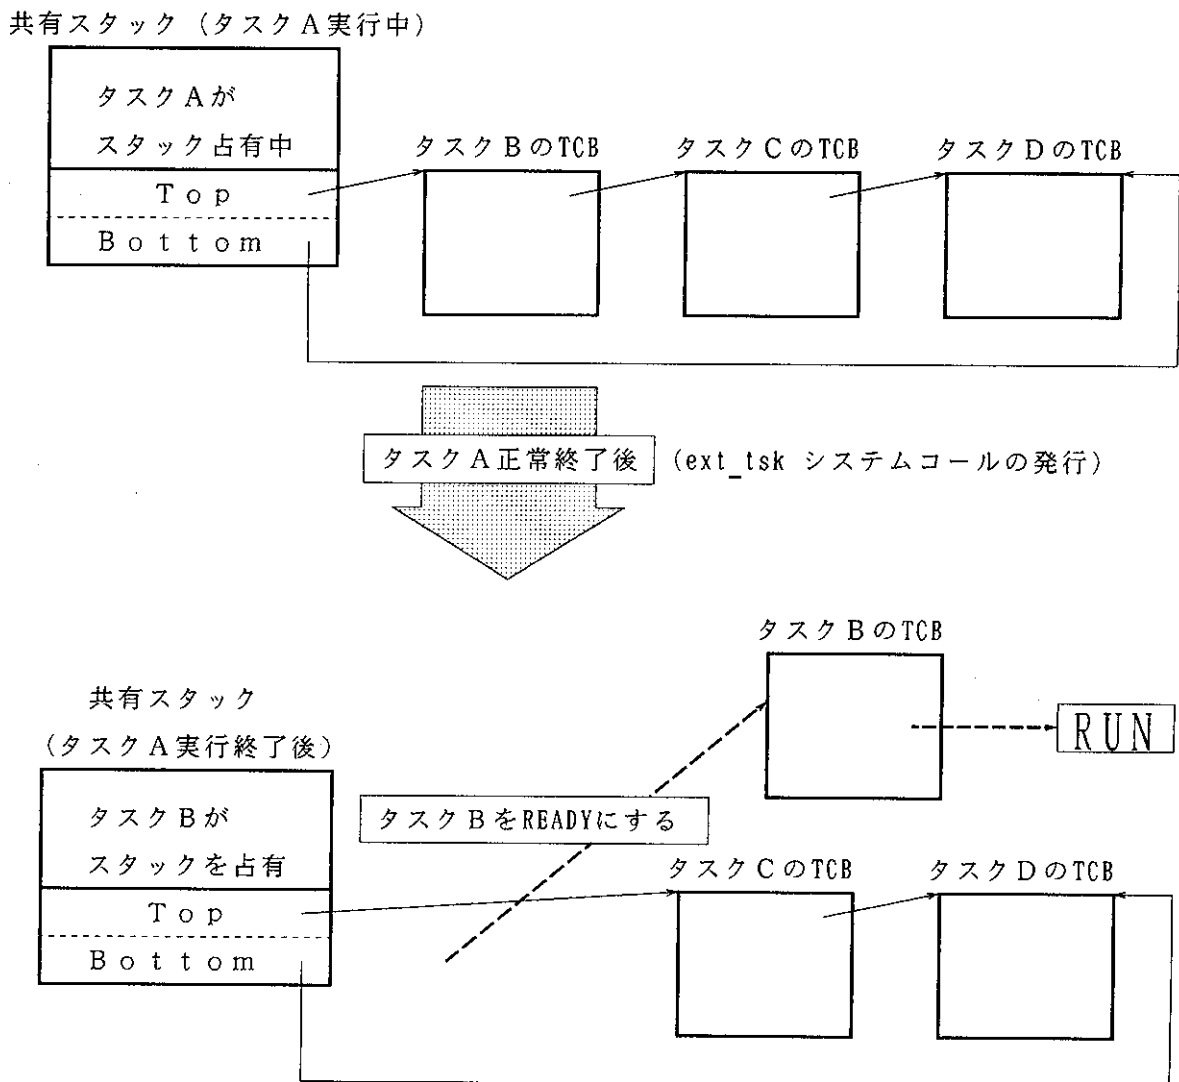 共有スタック（タスクA実行中）
タスクAが
スタック占有中
Top
Bottom
タスクBのTCB
タスクCのTCB
タスクDのTCB
タスクA正常終了後
(ext_tsk システムコールの発行)
タスクBのTCB
RUN
共有スタック
(タスクA実行終了後)
タスクBが
スタックを占有
Top
Bottom
タスクBをREADYにする
タスクCのTCB
タスクDのTCB